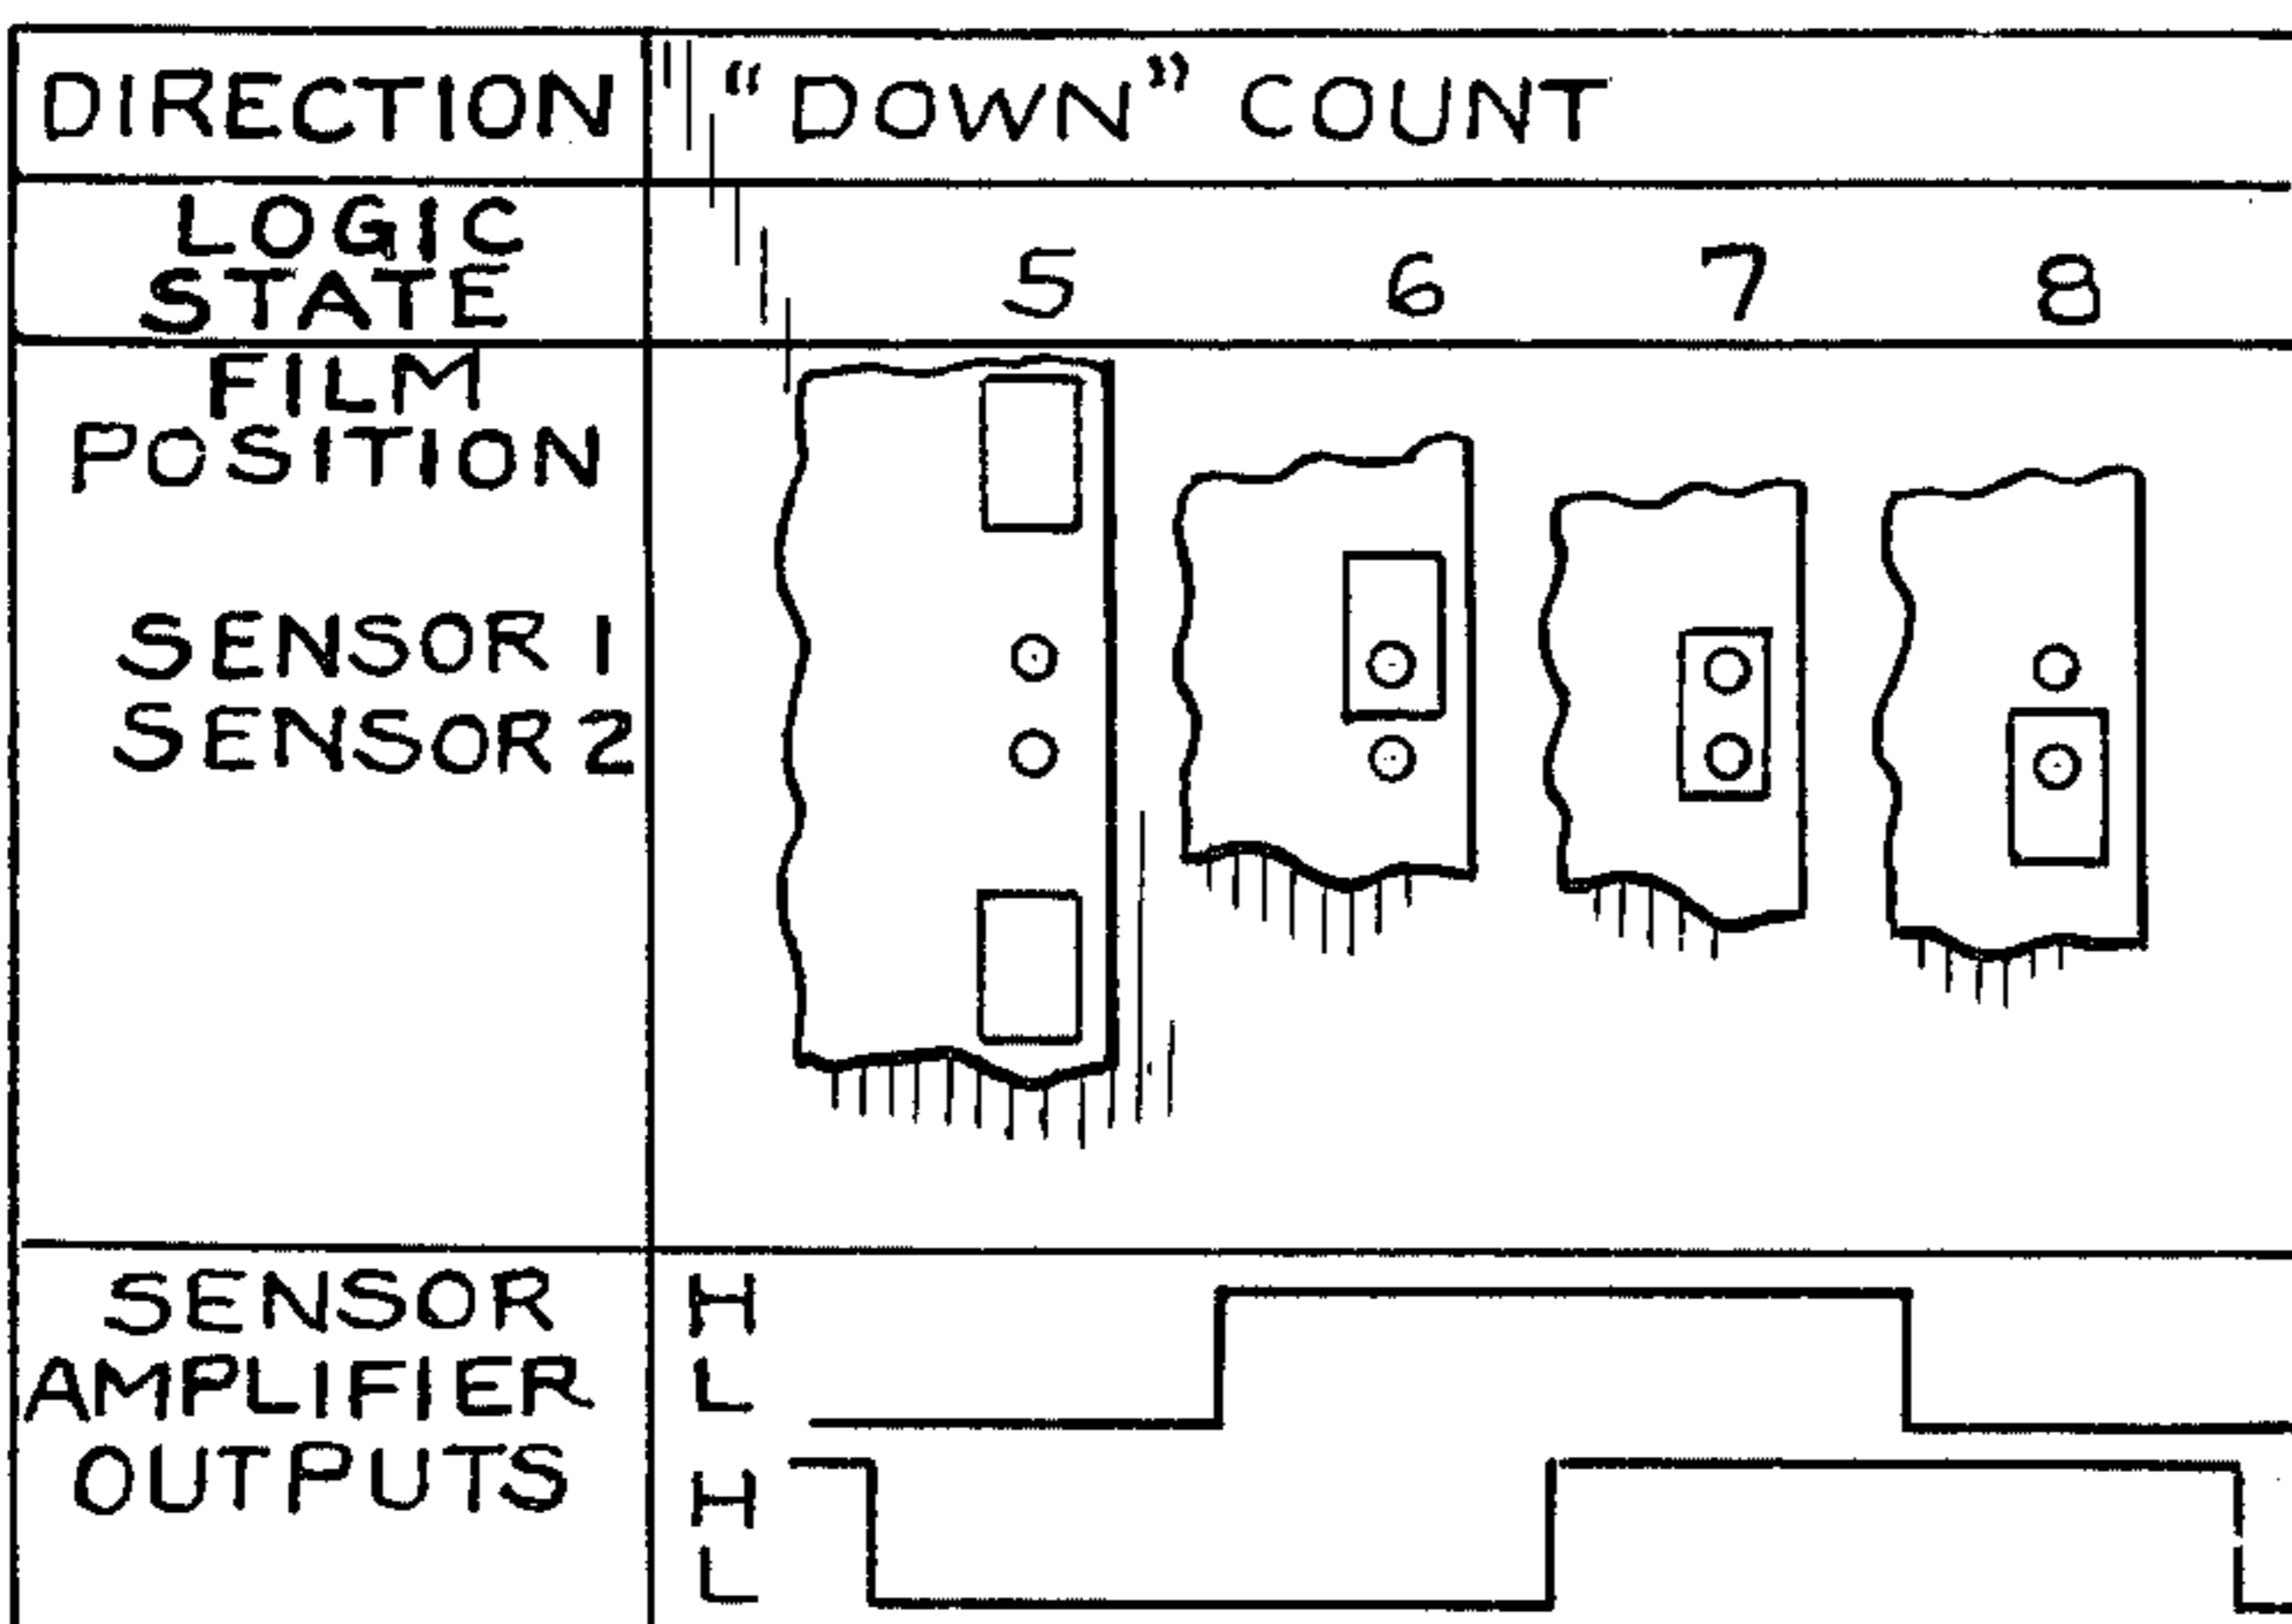 DIRECTION "DOWN" COUNT
LOGIC
STATE 5 6 7 8
FILM
POSITION
SENSOR 1
SENSOR 2
SENSOR H
AMPLIFIER L
OUTPUTS H
L